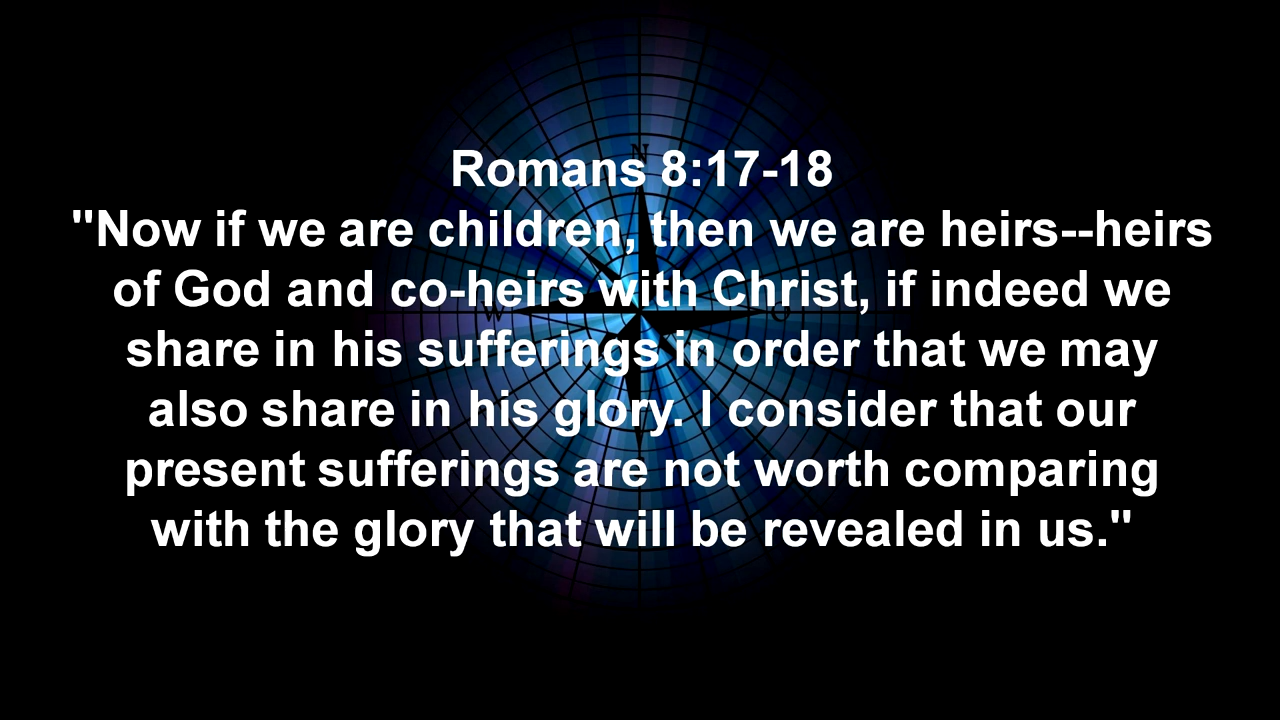 Romans 8:17-18
"Now if we are children, then we are heirs--heirs
of God and co-heirs with Christ, if indeed we
share in his sufferings in order that we may
also share in his glory. I consider that our
present sufferings are not worth comparing
with the glory that will be revealed in us."
N
W